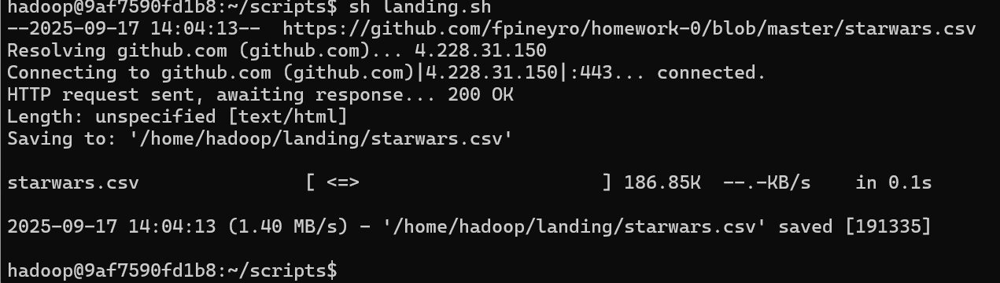 hadoop@9af7590fd1b8:~/scripts$ sh landing.sh
--2025-09-17 14:04:13--  https://github.com/fpineyro/homework-0/blob/master/starwars.csv
Resolving github.com (github.com)... 4.228.31.150
Connecting to github.com (github.com)|4.228.31.150|:443... connected.
HTTP request sent, awaiting response... 200 OK
Length: unspecified [text/html]
Saving to: '/home/hadoop/landing/starwars.csv'
starwars.csv                [ <=>                      ] 186.85K  --.-KB/s    in 0.1s
2025-09-17 14:04:13 (1.40 MB/s) - '/home/hadoop/landing/starwars.csv' saved [191335]
hadoop@9af7590fd1b8:~/scripts$